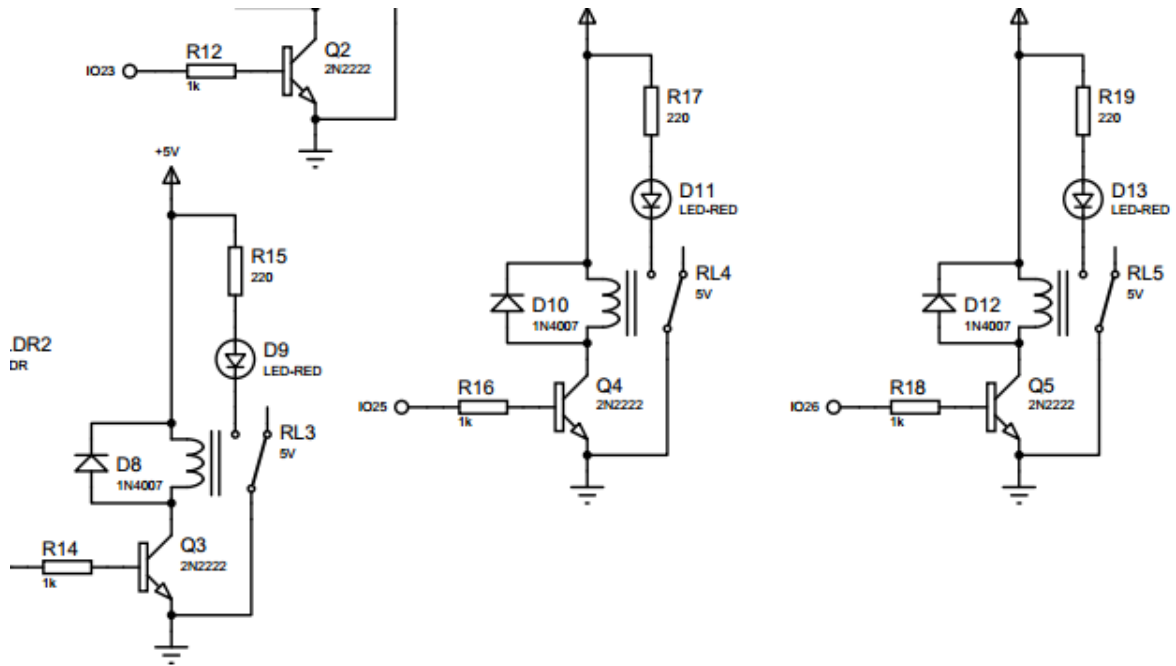 R12
1k
IO23
Q2
2N2222
+5V
R15
220
D9
LED-RED
RL3
5V
D8
1N4007
R14
1k
Q3
2N2222
R17
220
D11
LED-RED
RL4
5V
D10
1N4007
IO25
R16
1k
Q4
2N2222
R19
220
D13
LED-RED
RL5
5V
D12
1N4007
IO26
R18
1k
Q5
2N2222